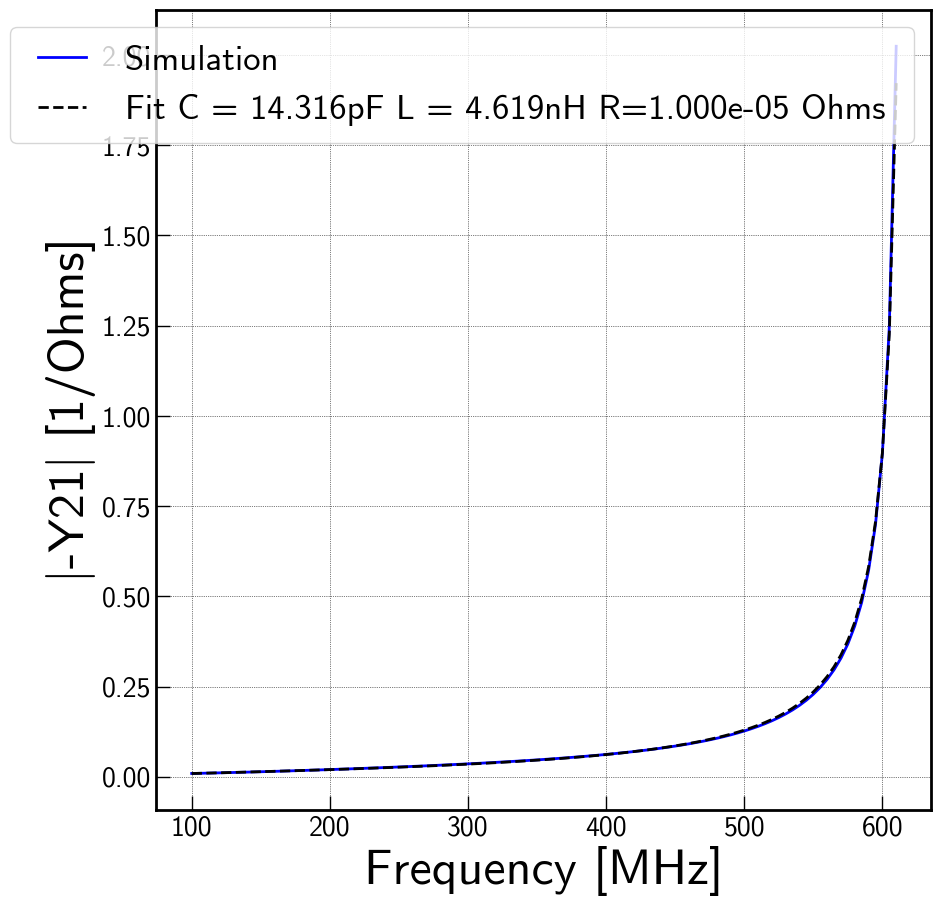 Simulation
Fit C = 14.316pF L = 4.619nH R=1.000e-05 Ohms
1.75
1.50
1.25
1.00
0.75
0.50
0.25
0.00
|-Y21| [1/Ohms]
100 200 300 400 500 600
Frequency [MHz]